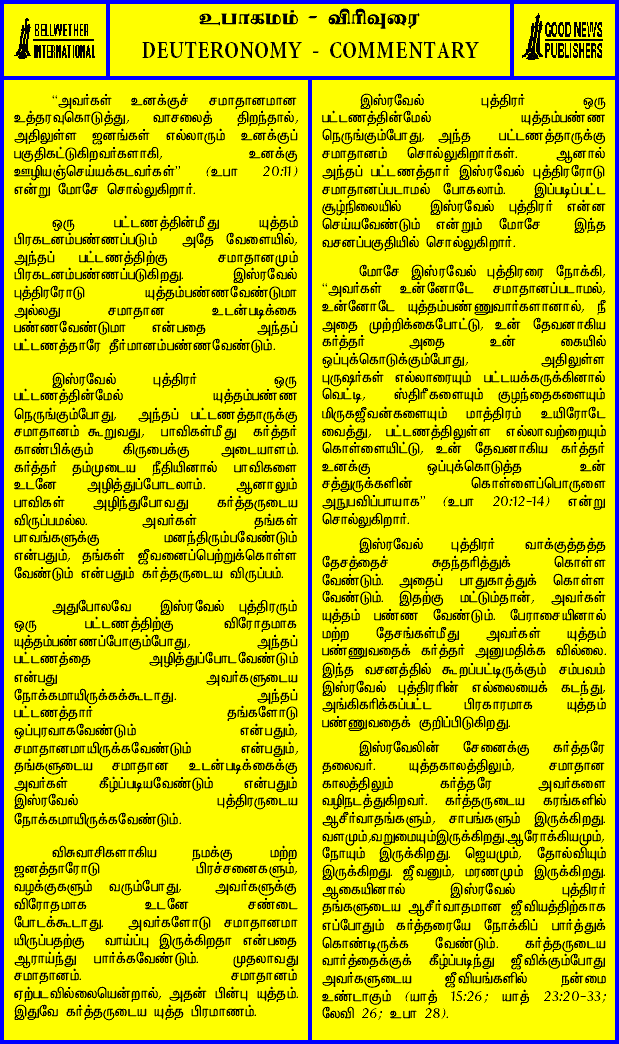 BELLWETHER
INTERNATIONAL
உபாகமம் - விரிவுரை
DEUTERONOMY - COMMENTARY
GOOD NEWS
PUBLISHERS
“அவர்கள் உனக்குச் சமாதானமான
உத்தரவுகொடுத்து, வாசலைத் திறந்தால்,
அதிலுள்ள ஜனங்கள் எல்லாரும் உனக்குப்
பகுதிகட்டுகிறவர்களாகி, உனக்கு
ஊழியஞ்செய்யக்கடவர்கள்” (உபா 20:11)
என்று மோசே சொல்லுகிறார்.
ஒரு பட்டணத்தின்மீது யுத்தம்
பிரகடனம்பண்ணப்படும் அதே வேளையில்,
அந்தப் பட்டணத்திற்கு சமாதானமும்
பிரகடனம்பண்ணப்படுகிறது. இஸ்ரவேல்
புத்திரரோடு யுத்தம்பண்ணவேண்டுமா
அல்லது சமாதான உடன்படிக்கை
பண்ணவேண்டுமா என்பதை அந்தப்
பட்டணத்தாரே தீர்மானம்பண்ணவேண்டும்.
இஸ்ரவேல் புத்திரர் ஒரு
பட்டணத்தின்மேல் யுத்தம்பண்ண
நெருங்கும்போது, அந்தப் பட்டணத்தாருக்கு
சமாதானம் கூறுவது, பாவிகள்மீது கர்த்தர்
காண்பிக்கும் கிருபைக்கு அடையாளம்.
கர்த்தர் தம்முடைய நீதியினால் பாவிகளை
உடனே அழித்துப்போடலாம். ஆனாலும்
பாவிகள் அழிந்துபோவது கர்த்தருடைய
விருப்பமல்ல. அவர்கள் தங்கள்
பாவங்களுக்கு மனந்திரும்பவேண்டும்
என்பதும், தங்கள் ஜீவனைப்பெற்றுக்கொள்ள
வேண்டும் என்பதும் கர்த்தருடைய விருப்பம்.
அதுபோலவே இஸ்ரவேல் புத்திரரும்
ஒரு பட்டணத்திற்கு விரோதமாக
யுத்தம்பண்ணப்போகும்போது, அந்தப்
பட்டணத்தை அழித்துப்போடவேண்டும்
என்பது அவர்களுடைய
நோக்கமாயிருக்கக்கூடாது. அந்தப்
பட்டணத்தார் தங்களோடு
ஒப்புரவாகவேண்டும் என்பதும்,
சமாதானமாயிருக்கவேண்டும் என்பதும்,
தங்களுடைய சமாதான உடன்படிக்கைக்கு
அவர்கள் கீழ்ப்படியவேண்டும் என்பதும்
இஸ்ரவேல் புத்திரருடைய
நோக்கமாயிருக்கவேண்டும்.
விசுவாசிகளாகிய நமக்கு மற்ற
ஜனத்தாரோடு பிரச்சனைகளும்,
வழக்குகளும் வரும்போது, அவர்களுக்கு
விரோதமாக உடனே சண்டை
போடக்கூடாது. அவர்களோடு சமாதானமா
யிருப்பதற்கு வாய்ப்பு இருக்கிறதா என்பதை
ஆராய்ந்து பார்க்கவேண்டும். முதலாவது
சமாதானம். சமாதானம்
ஏற்படவில்லையென்றால், அதன் பின்பு யுத்தம்.
இதுவே கர்த்தருடைய யுத்த பிரமாணம்.
இஸ்ரவேல் புத்திரர் ஒரு
பட்டணத்தின்மேல் யுத்தம்பண்ண
நெருங்கும்போது, அந்த பட்டணத்தாருக்கு
சமாதானம் சொல்லுகிறார்கள். ஆனால்
அந்தப் பட்டணத்தார் இஸ்ரவேல் புத்திரரோடு
சமாதானப்படாமல் போகலாம். இப்படிப்பட்ட
சூழ்நிலையில் இஸ்ரவேல் புத்திரர் என்ன
செய்யவேண்டும் என்றும் மோசே இந்த
வசனப்பகுதியில் சொல்லுகிறார்.
மோசே இஸ்ரவேல் புத்திரரை நோக்கி,
“அவர்கள் உன்னோடே சமாதானப்படாமல்,
உன்னோடே யுத்தம்பண்ணுவார்களானால், நீ
அதை முற்றிக்கைபோட்டு, உன் தேவனாகிய
கர்த்தர் அதை உன் கையில்
ஒப்புக்கொடுக்கும்போது, அதிலுள்ள
புருஷர்கள் எல்லாரையும் பட்டயக்கருக்கினால்
வெட்டி, ஸ்திரீகளையும் குழந்தைகளையும்
மிருகஜீவன்களையும் மாத்திரம் உயிரோடே
வைத்து, பட்டணத்திலுள்ள எல்லாவற்றையும்
கொள்ளையிட்டு, உன் தேவனாகிய கர்த்தர்
உனக்கு ஒப்புக்கொடுத்த உன்
சத்துருக்களின் கொள்ளைப்பொருளை
அநுபவிப்பாயாக” (உபா 20:12-14) என்று
சொல்லுகிறார்.
இஸ்ரவேல் புத்திரர் வாக்குத்தத்த
தேசத்தைச் சுதந்தரித்துக் கொள்ள
வேண்டும். அதைப் பாதுகாத்துக் கொள்ள
வேண்டும். இதற்கு மட்டும்தான், அவர்கள்
யுத்தம் பண்ண வேண்டும். பேராசையினால்
மற்ற தேசங்கள்மீது அவர்கள் யுத்தம்
பண்ணுவதைக் கர்த்தர் அனுமதிக்க வில்லை.
இந்த வசனத்தில் கூறப்பட்டிருக்கும் சம்பவம்
இஸ்ரவேல் புத்திரரின் எல்லையைக் கடந்து,
அங்கிகரிக்கப்பட்ட பிரகாரமாக யுத்தம்
பண்ணுவதைக் குறிப்பிடுகிறது.
இஸ்ரவேலின் சேனைக்கு கர்த்தரே
தலைவர். யுத்தகாலத்திலும், சமாதான
காலத்திலும் கர்த்தரே அவர்களை
வழிநடத்துகிறவர். கர்த்தருடைய கரங்களில்
ஆசீர்வாதங்களும், சாபங்களும் இருக்கிறது.
வளமும்,வறுமையும்இருக்கிறது.ஆரோக்கியமும்,
நோயும் இருக்கிறது. ஜெயமும், தோல்வியும்
இருக்கிறது. ஜீவனும், மரணமும் இருக்கிறது.
ஆகையினால் இஸ்ரவேல் புத்திரர்
தங்களுடைய ஆசீர்வாதமான ஜீவியத்திற்காக
எப்போதும் கர்த்தரையே நோக்கிப் பார்த்துக்
கொண்டிருக்க வேண்டும். கர்த்தருடைய
வார்த்தைக்குக் கீழ்ப்படிந்து ஜீவிக்கும்போது
அவர்களுடைய ஜீவியங்களில் நன்மை
உண்டாகும் (யாத் 15:26; யாத் 23:20-33;
லேவி 26; உபா 28).